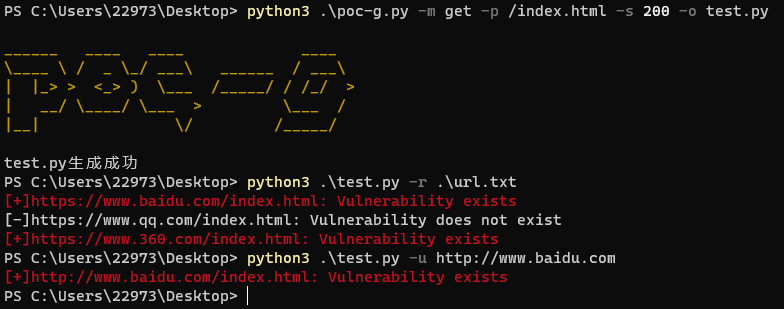 PS C:\Users\22973\Desktop> python3 .\poc-g.py -m get -p /index.html -s 200 -o test.py
______   ____   ____            ____
\____ \ /  _ \_/ ___\   ______  / ___\
|  |_> >  <_> )  \___  /_____/ / /_/  >
|   __/ \____/ \___  >         \___  /
|__|               \/         /_____/
test.py生成成功
PS C:\Users\22973\Desktop> python3 .\test.py -r .\url.txt
[+]https://www.baidu.com/index.html: Vulnerability exists
[-]https://www.qq.com/index.html: Vulnerability does not exist
[+]https://www.360.com/index.html: Vulnerability exists
PS C:\Users\22973\Desktop> python3 .\test.py -u http://www.baidu.com
[+]http://www.baidu.com/index.html: Vulnerability exists
PS C:\Users\22973\Desktop>